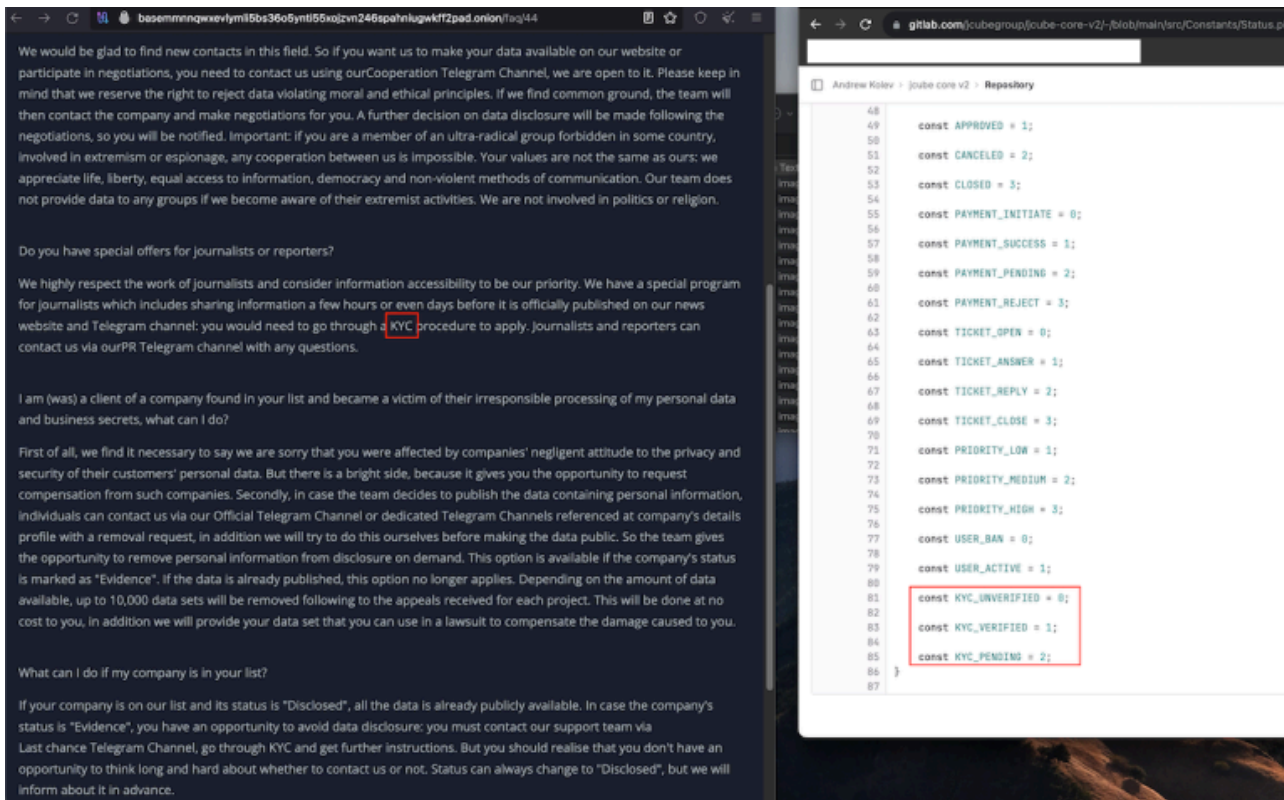 basemmnnqwxevlymli5bs36o5ynti55xojzvn246spahniugwkff2pad.onion/faq/44
We would be glad to find new contacts in this field. So if you want us to make your data available on our website or
participate in negotiations, you need to contact us using ourCooperation Telegram Channel, we are open to it. Please keep in
mind that we reserve the right to reject data violating moral and ethical principles. If we find common ground, the team will
then contact the company and make negotiations for you. A further decision on data disclosure will be made following the
negotiations, so you will be notified. Important: if you are a member of an ultra-radical group forbidden in some country,
involved in extremism or espionage, any cooperation between us is impossible. Your values are not the same as ours: we
appreciate life, liberty, equal access to information, democracy and non-violent methods of communication. Our team does
not provide data to any groups if we become aware of their extremist activities. We are not involved in politics or religion.
Do you have special offers for journalists or reporters?
We highly respect the work of journalists and consider information accessibility to be our priority. We have a special program
for journalists which includes sharing information a few hours or even days before it is officially published on our news
website and Telegram channel: you would need to go through a KYC procedure to apply. Journalists and reporters can
contact us via ourPR Telegram channel with any questions.
I am (was) a client of a company found in your list and became a victim of their irresponsible processing of my personal data
and business secrets, what can I do?
First of all, we find it necessary to say we are sorry that you were affected by companies' negligent attitude to the privacy and
security of their customers' personal data. But there is a bright side, because it gives you the opportunity to request
compensation from such companies. Secondly, in case the team decides to publish the data containing personal information,
individuals can contact us via our Official Telegram Channel or dedicated Telegram Channels referenced at company's details
profile with a removal request, in addition we will try to do this ourselves before making the data public. So the team gives
the opportunity to remove personal information from disclosure on demand. This option is available if the company's status
is marked as "Evidence". If the data is already published, this option no longer applies. Depending on the amount of data
available, up to 10,000 data sets will be removed following to the appeals received for each project. This will be done at no
cost to you, in addition we will provide your data set that you can use in a lawsuit to compensate the damage caused to you.
What can I do if my company is in your list?
If your company is on our list and its status is "Disclosed", all the data is already publicly available. In case the company's
status is "Evidence", you have an opportunity to avoid data disclosure: you must contact our support team via
Last chance Telegram Channel, go through KYC and get further instructions. But you should realise that you don't have an
opportunity to think long and hard about whether to contact us or not. Status can always change to "Disclosed", but we will
inform about it in advance.
gitlab.com/jcubegroup/jcube-core-v2/-/blob/main/src/Constants/Status.p
Andrew Kolev > jcube core v2 > Repository
48
49 const APPROVED = 1;
50
51 const CANCELED = 2;
52
53 const CLOSED = 3;
54
55 const PAYMENT_INITIATE = 0;
56
57 const PAYMENT_SUCCESS = 1;
58
59 const PAYMENT_PENDING = 2;
60
61 const PAYMENT_REJECT = 3;
62
63 const TICKET_OPEN = 0;
64
65 const TICKET_ANSWER = 1;
66
67 const TICKET_REPLY = 2;
68
69 const TICKET_CLOSE = 3;
70
71 const PRIORITY_LOW = 1;
72
73 const PRIORITY_MEDIUM = 2;
74
75 const PRIORITY_HIGH = 3;
76
77 const USER_BAN = 0;
78
79 const USER_ACTIVE = 1;
80
81 const KYC_UNVERIFIED = 0;
82
83 const KYC_VERIFIED = 1;
84
85 const KYC_PENDING = 2;
86 }
87